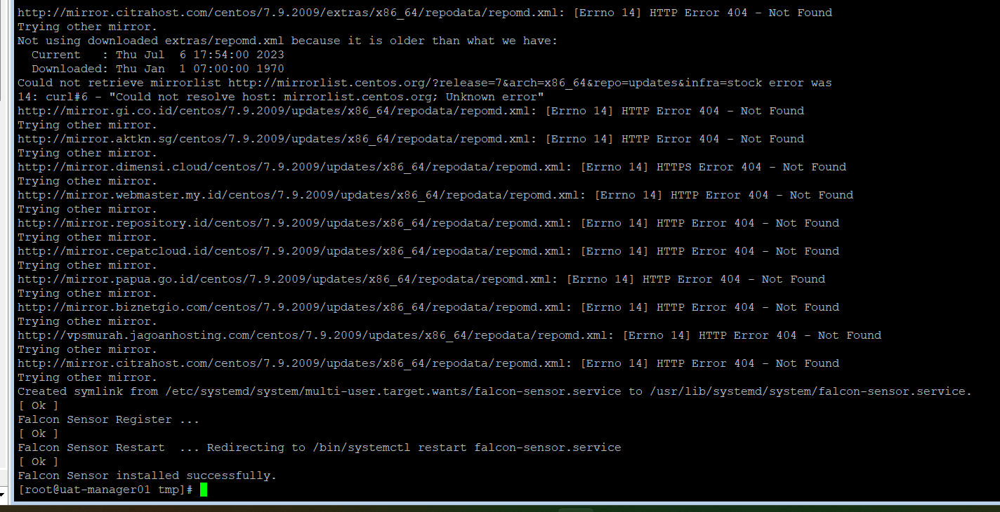 http://mirror.citrahost.com/centos/7.9.2009/extras/x86_64/repodata/repomd.xml: [Errno 14] HTTP Error 404 - Not Found
Trying other mirror.
Not using downloaded extras/repomd.xml because it is older than what we have:
  Current   : Thu Jul  6 17:54:00 2023
  Downloaded: Thu Jan  1 07:00:00 1970
Could not retrieve mirrorlist http://mirrorlist.centos.org/?release=7&arch=x86_64&repo=updates&infra=stock error was
14: curl#6 - "Could not resolve host: mirrorlist.centos.org; Unknown error"
http://mirror.gi.co.id/centos/7.9.2009/updates/x86_64/repodata/repomd.xml: [Errno 14] HTTP Error 404 - Not Found
Trying other mirror.
http://mirror.aktkn.sg/centos/7.9.2009/updates/x86_64/repodata/repomd.xml: [Errno 14] HTTP Error 404 - Not Found
Trying other mirror.
http://mirror.dimensi.cloud/centos/7.9.2009/updates/x86_64/repodata/repomd.xml: [Errno 14] HTTPS Error 404 - Not Found
Trying other mirror.
http://mirror.webmaster.my.id/centos/7.9.2009/updates/x86_64/repodata/repomd.xml: [Errno 14] HTTP Error 404 - Not Found
Trying other mirror.
http://mirror.repository.id/centos/7.9.2009/updates/x86_64/repodata/repomd.xml: [Errno 14] HTTP Error 404 - Not Found
Trying other mirror.
http://mirror.cepatcloud.id/centos/7.9.2009/updates/x86_64/repodata/repomd.xml: [Errno 14] HTTP Error 404 - Not Found
Trying other mirror.
http://mirror.papua.go.id/centos/7.9.2009/updates/x86_64/repodata/repomd.xml: [Errno 14] HTTP Error 404 - Not Found
Trying other mirror.
http://mirror.biznetgio.com/centos/7.9.2009/updates/x86_64/repodata/repomd.xml: [Errno 14] HTTP Error 404 - Not Found
Trying other mirror.
http://vpsmurah.jagoanhosting.com/centos/7.9.2009/updates/x86_64/repodata/repomd.xml: [Errno 14] HTTP Error 404 - Not Found
Trying other mirror.
http://mirror.citrahost.com/centos/7.9.2009/updates/x86_64/repodata/repomd.xml: [Errno 14] HTTP Error 404 - Not Found
Trying other mirror.
Created symlink from /etc/systemd/system/multi-user.target.wants/falcon-sensor.service to /usr/lib/systemd/system/falcon-sensor.service.
[ Ok ]
Falcon Sensor Register ...
[ Ok ]
Falcon Sensor Restart  ... Redirecting to /bin/systemctl restart falcon-sensor.service
[ Ok ]
Falcon Sensor installed successfully.
[root@uat-manager01 tmp]#